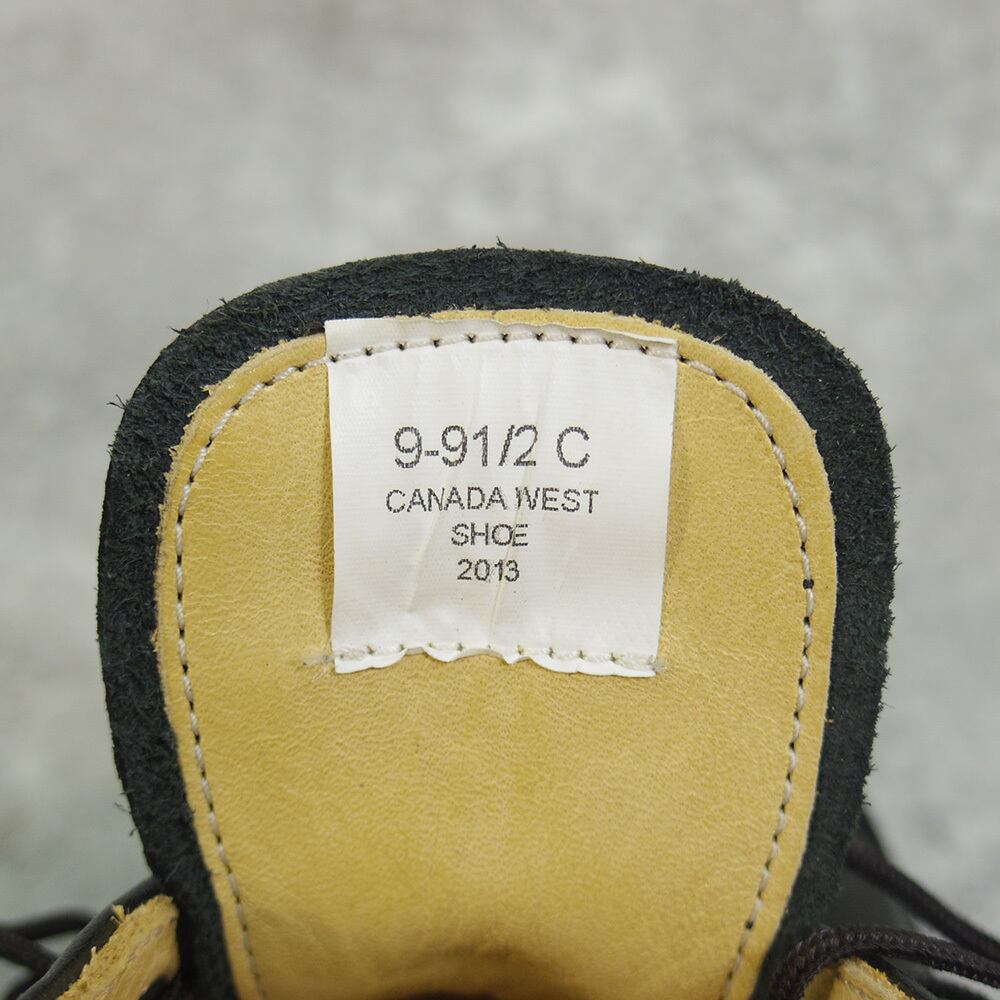 9-91/2 C
CANADA WEST
SHOE
2013